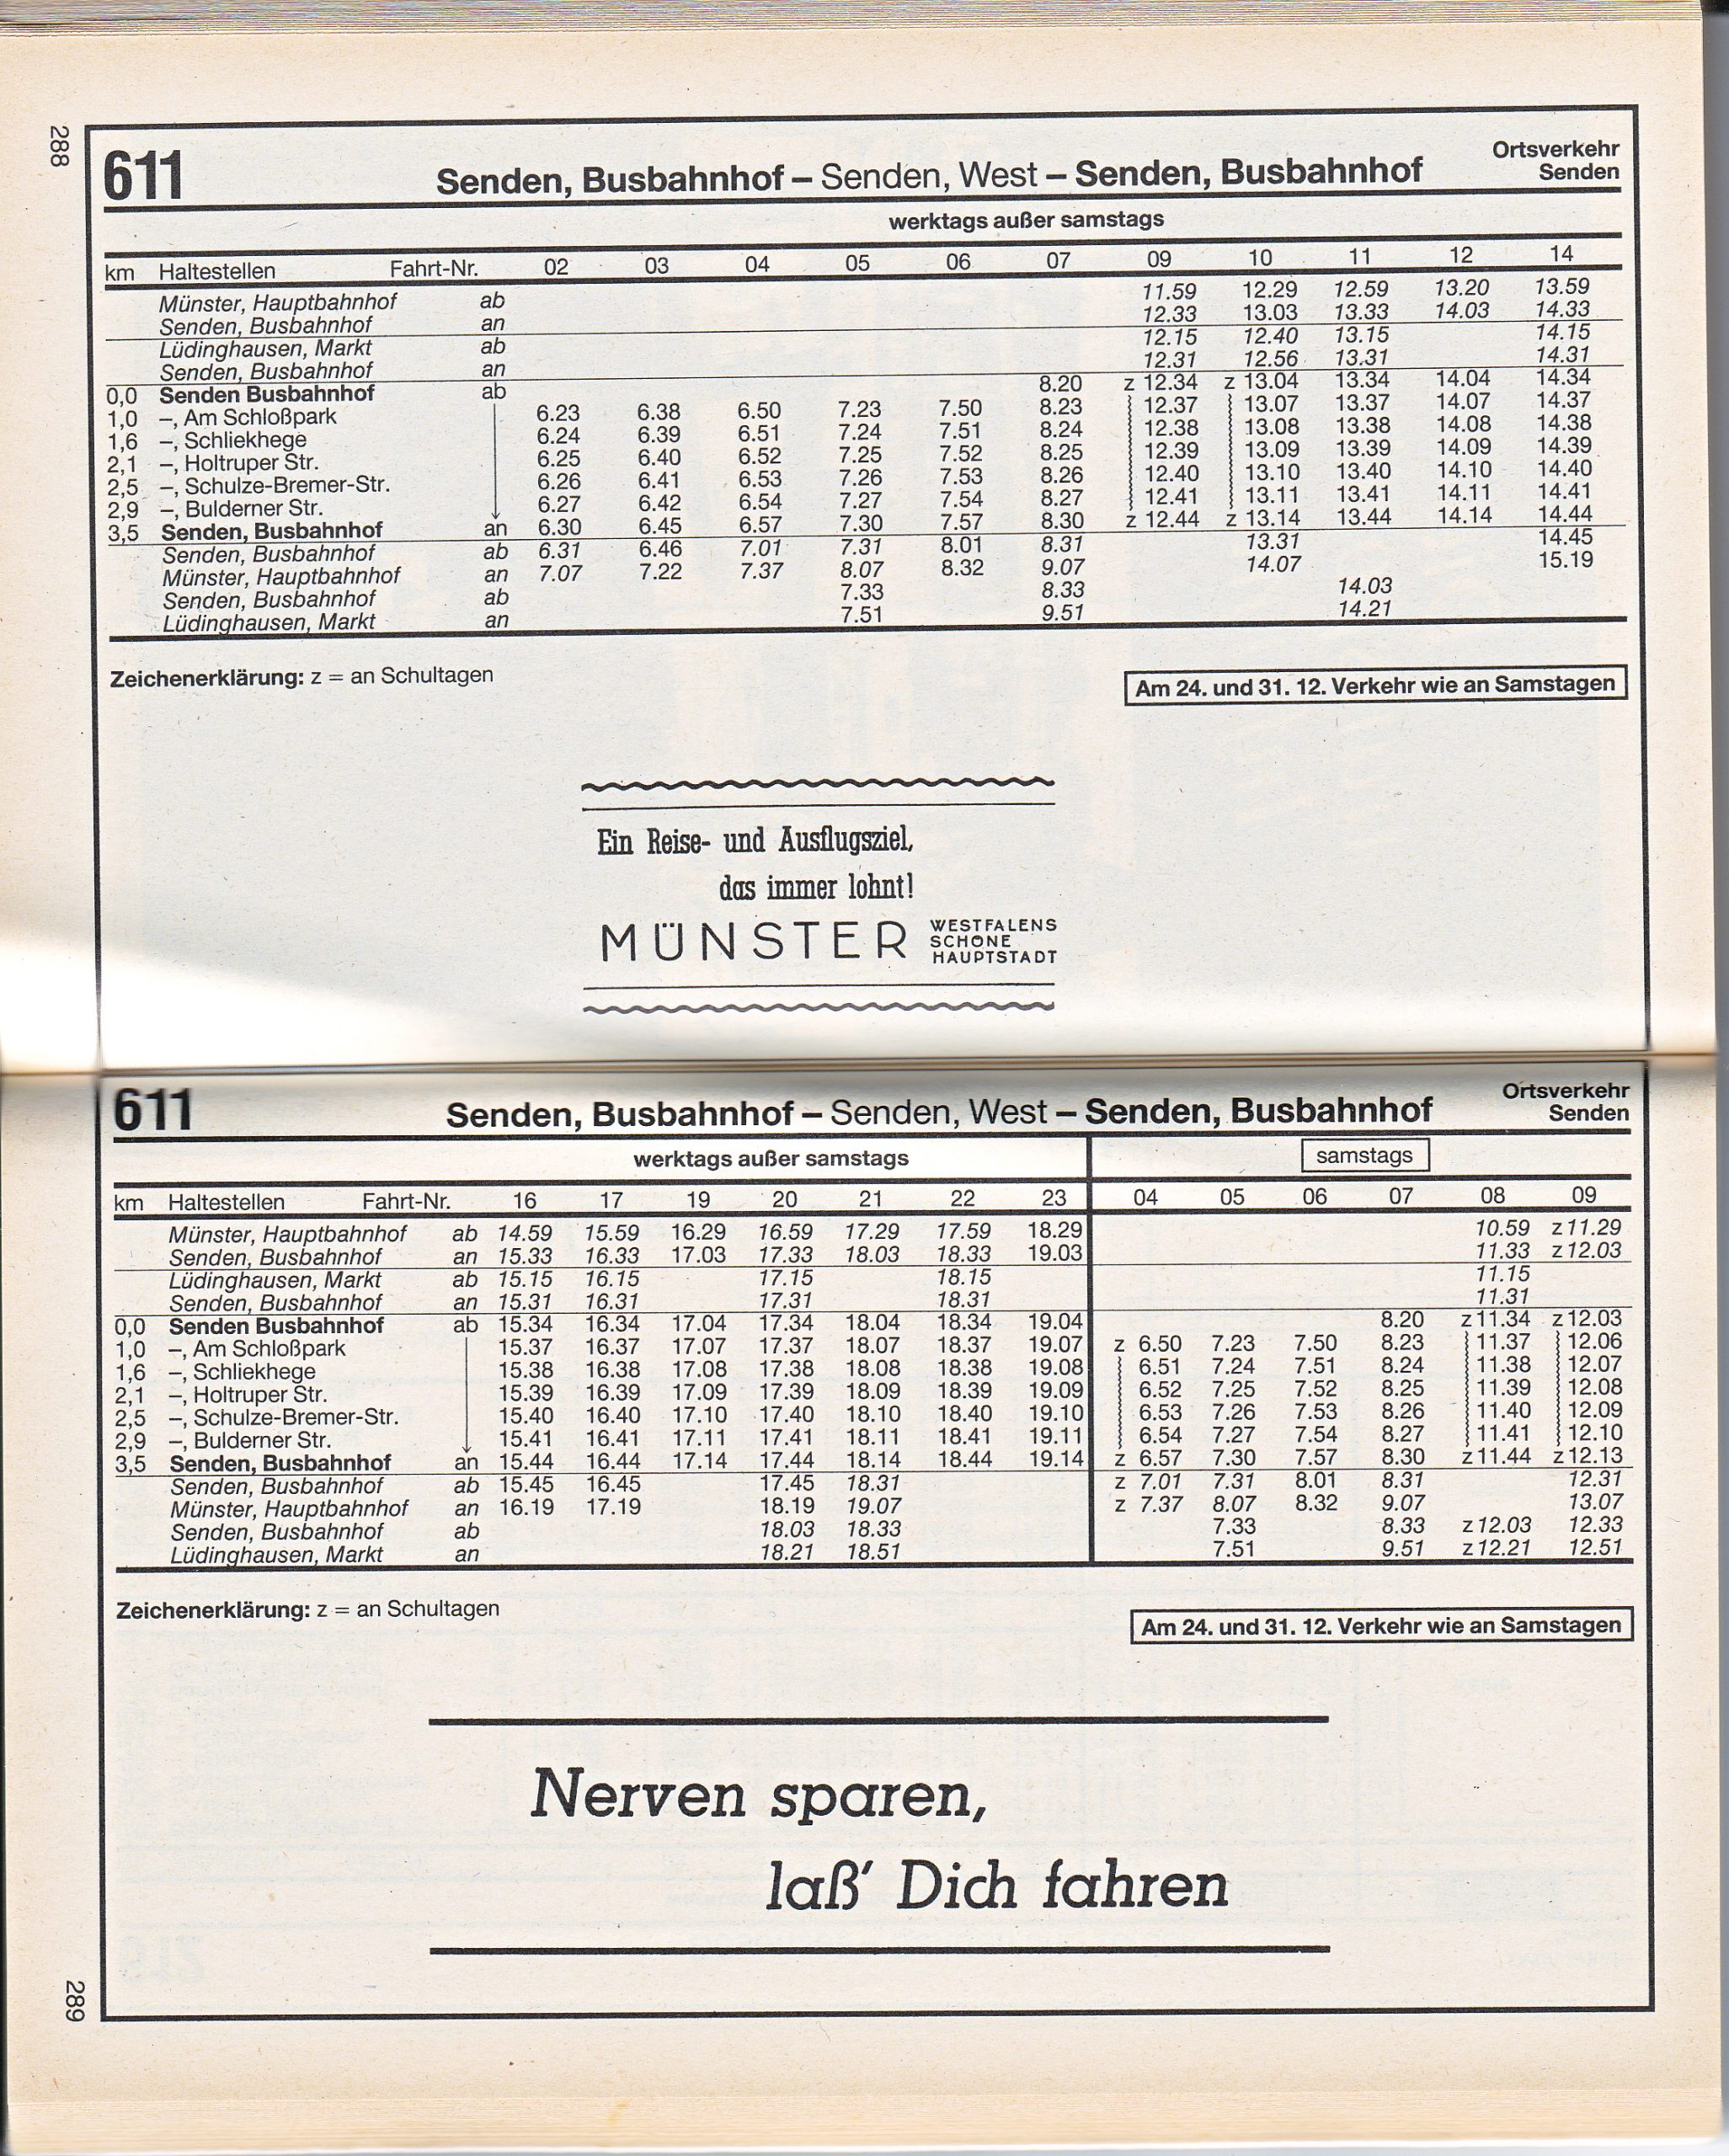 288
611 Senden, Busbahnhof – Senden, West – Senden, Busbahnhof Ortsverkehr
Senden
werktags außer samstags
km Haltestellen Fahrt-Nr. 02 03 04 05 06 07 09 10 11 12 14
Münster, Hauptbahnhof ab 11.59 12.29 12.59 13.20 13.59
Senden, Busbahnhof an 12.33 13.03 13.33 14.03 14.33
Lüdinghausen, Markt ab 12.15 12.40 13.15 14.15
Senden, Busbahnhof an 12.31 12.56 13.31 14.31
0,0 Senden Busbahnhof ab 8.20 z 12.34 z 13.04 13.34 14.04 14.34
1,0 –, Am Schloßpark 6.23 6.38 6.50 7.23 7.50 8.23 12.37 13.07 13.37 14.07 14.37
1,6 –, Schliekhege 6.24 6.39 6.51 7.24 7.51 8.24 12.38 13.08 13.38 14.08 14.38
2,1 –, Holtruper Str. 6.25 6.40 6.52 7.25 7.52 8.25 12.39 13.09 13.39 14.09 14.39
2,5 –, Schulze-Bremer-Str. 6.26 6.41 6.53 7.26 7.53 8.26 12.40 13.10 13.40 14.10 14.40
2,9 –, Bulderner Str. 6.27 6.42 6.54 7.27 7.54 8.27 12.41 13.11 13.41 14.11 14.41
3,5 Senden, Busbahnhof an 6.30 6.45 6.57 7.30 7.57 8.30 z 12.44 z 13.14 13.44 14.14 14.44
Senden, Busbahnhof ab 6.31 6.46 7.01 7.31 8.01 8.31 13.31 14.45
Münster, Hauptbahnhof an 7.07 7.22 7.37 8.07 8.32 9.07 14.07 15.19
Senden, Busbahnhof ab 7.33 8.33 14.03
Lüdinghausen, Markt an 7.51 9.51 14.21
Zeichenerklärung: z = an Schultagen
Am 24. und 31. 12. Verkehr wie an Samstagen
Ein Reise- und Ausflugsziel,
das immer lohnt!
MÜNSTER WESTFALENS
SCHÖNE
HAUPTSTADT
611 Senden, Busbahnhof – Senden, West – Senden, Busbahnhof Ortsverkehr
Senden
werktags außer samstags samstags
km Haltestellen Fahrt-Nr. 16 17 19 20 21 22 23 04 05 06 07 08 09
Münster, Hauptbahnhof ab 14.59 15.59 16.29 16.59 17.29 17.59 18.29 10.59 z 11.29
Senden, Busbahnhof an 15.33 16.33 17.03 17.33 18.03 18.33 19.03 11.33 z 12.03
Lüdinghausen, Markt ab 15.15 16.15 17.15 18.15 11.15
Senden, Busbahnhof an 15.31 16.31 17.31 18.31 11.31
0,0 Senden Busbahnhof ab 15.34 16.34 17.04 17.34 18.04 18.34 19.04 8.20 z 11.34 z 12.03
1,0 –, Am Schloßpark 15.37 16.37 17.07 17.37 18.07 18.37 19.07 z 6.50 7.23 7.50 8.23 11.37 12.06
1,6 –, Schliekhege 15.38 16.38 17.08 17.38 18.08 18.38 19.08 6.51 7.24 7.51 8.24 11.38 12.07
2,1 –, Holtruper Str. 15.39 16.39 17.09 17.39 18.09 18.39 19.09 6.52 7.25 7.52 8.25 11.39 12.08
2,5 –, Schulze-Bremer-Str. 15.40 16.40 17.10 17.40 18.10 18.40 19.10 6.53 7.26 7.53 8.26 11.40 12.09
2,9 –, Bulderner Str. 15.41 16.41 17.11 17.41 18.11 18.41 19.11 6.54 7.27 7.54 8.27 11.41 12.10
3,5 Senden, Busbahnhof an 15.44 16.44 17.14 17.44 18.14 18.44 19.14 z 6.57 7.30 7.57 8.30 z 11.44 z 12.13
Senden, Busbahnhof ab 15.45 16.45 17.45 18.31 z 7.01 7.31 8.01 8.31 12.31
Münster, Hauptbahnhof an 16.19 17.19 18.19 19.07 z 7.37 8.07 8.32 9.07 13.07
Senden, Busbahnhof ab 18.03 18.33 7.33 8.33 z 12.03 12.33
Lüdinghausen, Markt an 18.21 18.51 7.51 9.51 z 12.21 12.51
Zeichenerklärung: z = an Schultagen
Am 24. und 31. 12. Verkehr wie an Samstagen
Nerven sparen,
laß' Dich fahren
289